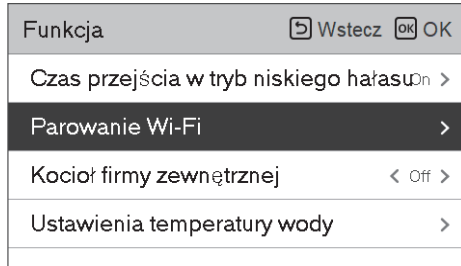 Funkcja Wstecz OK OK
Czas przejścia w tryb niskiego hałasu On >
Parowanie Wi-Fi >
Kocioł firmy zewnętrznej < Off >
Ustawienia temperatury wody >